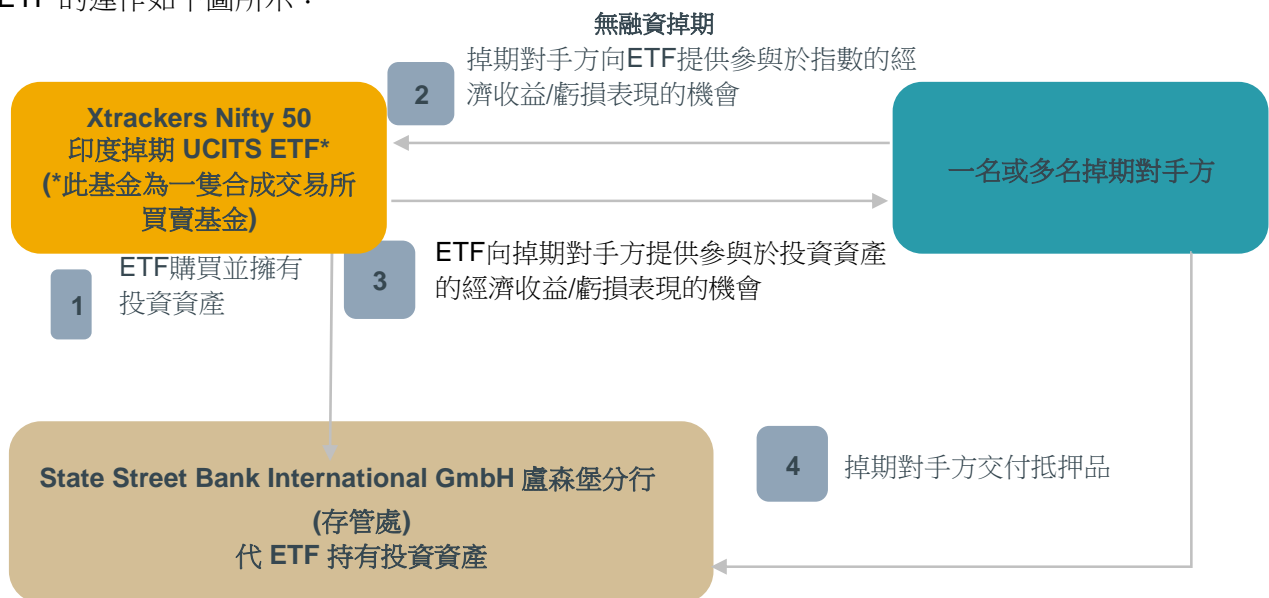 ETF 的運作如下圖所示：
無融資掉期
掉期對手方向ETF提供參與於指數的經
濟收益/虧損表現的機會
2
Xtrackers Nifty 50
印度掉期 UCITS ETF*
(*此基金為一隻合成交易所
買賣基金)
一名或多名掉期對手方
ETF購買並擁有
投資資產
1
3
ETF向掉期對手方提供參與於投資資產
的經濟收益/虧損表現的機會
State Street Bank International GmbH 盧森堡分行
(存管處)
代 ETF 持有投資資產
4
掉期對手方交付抵押品